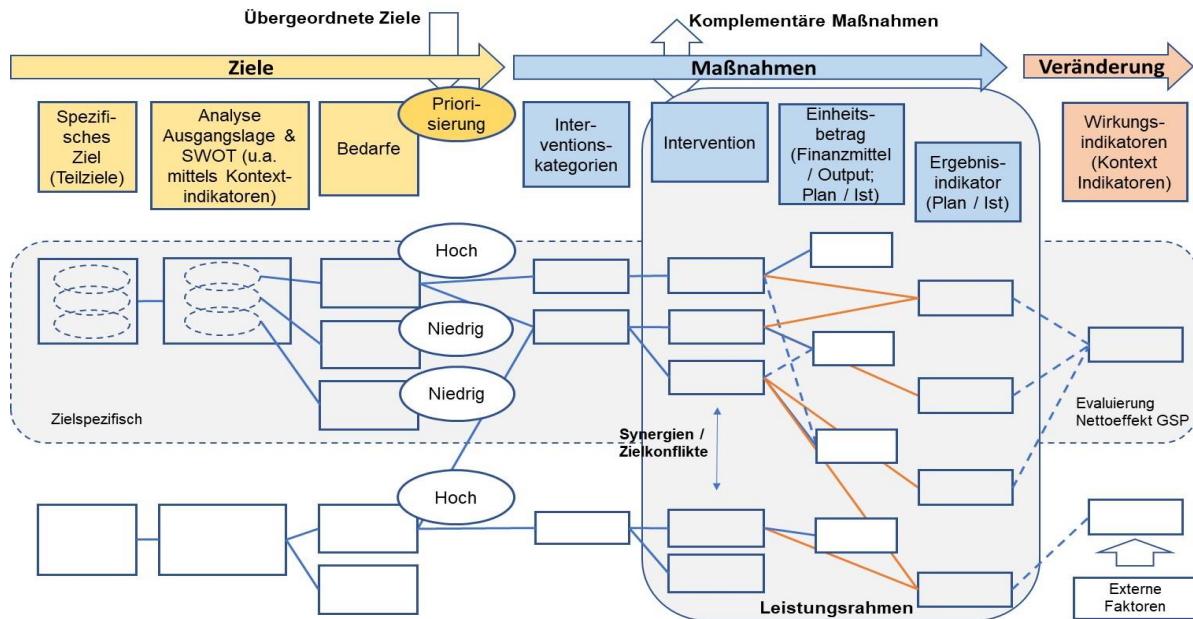 Übergeordnete Ziele
Komplementäre Maßnahmen
Ziele
Maßnahmen
Veränderung
Spezifi-
sches
Ziel
(Teilziele)
Analyse
Ausgangslage &
SWOT (u.a.
mittels Kontext-
indikatoren)
Bedarfe
Priori-
sierung
Inter-
ventions-
kategorien
Intervention
Einheits-
betrag
(Finanzmittel
/ Output;
Plan / Ist)
Ergebnis-
indikator
(Plan / Ist)
Wirkungs-
indikatoren
(Kontext
Indikatoren)
Hoch
Niedrig
Niedrig
Zielspezifisch
Synergien /
Zielkonflikte
Evaluierung
Nettoeffekt GSP
Hoch
Leistungsrahmen
Externe
Faktoren